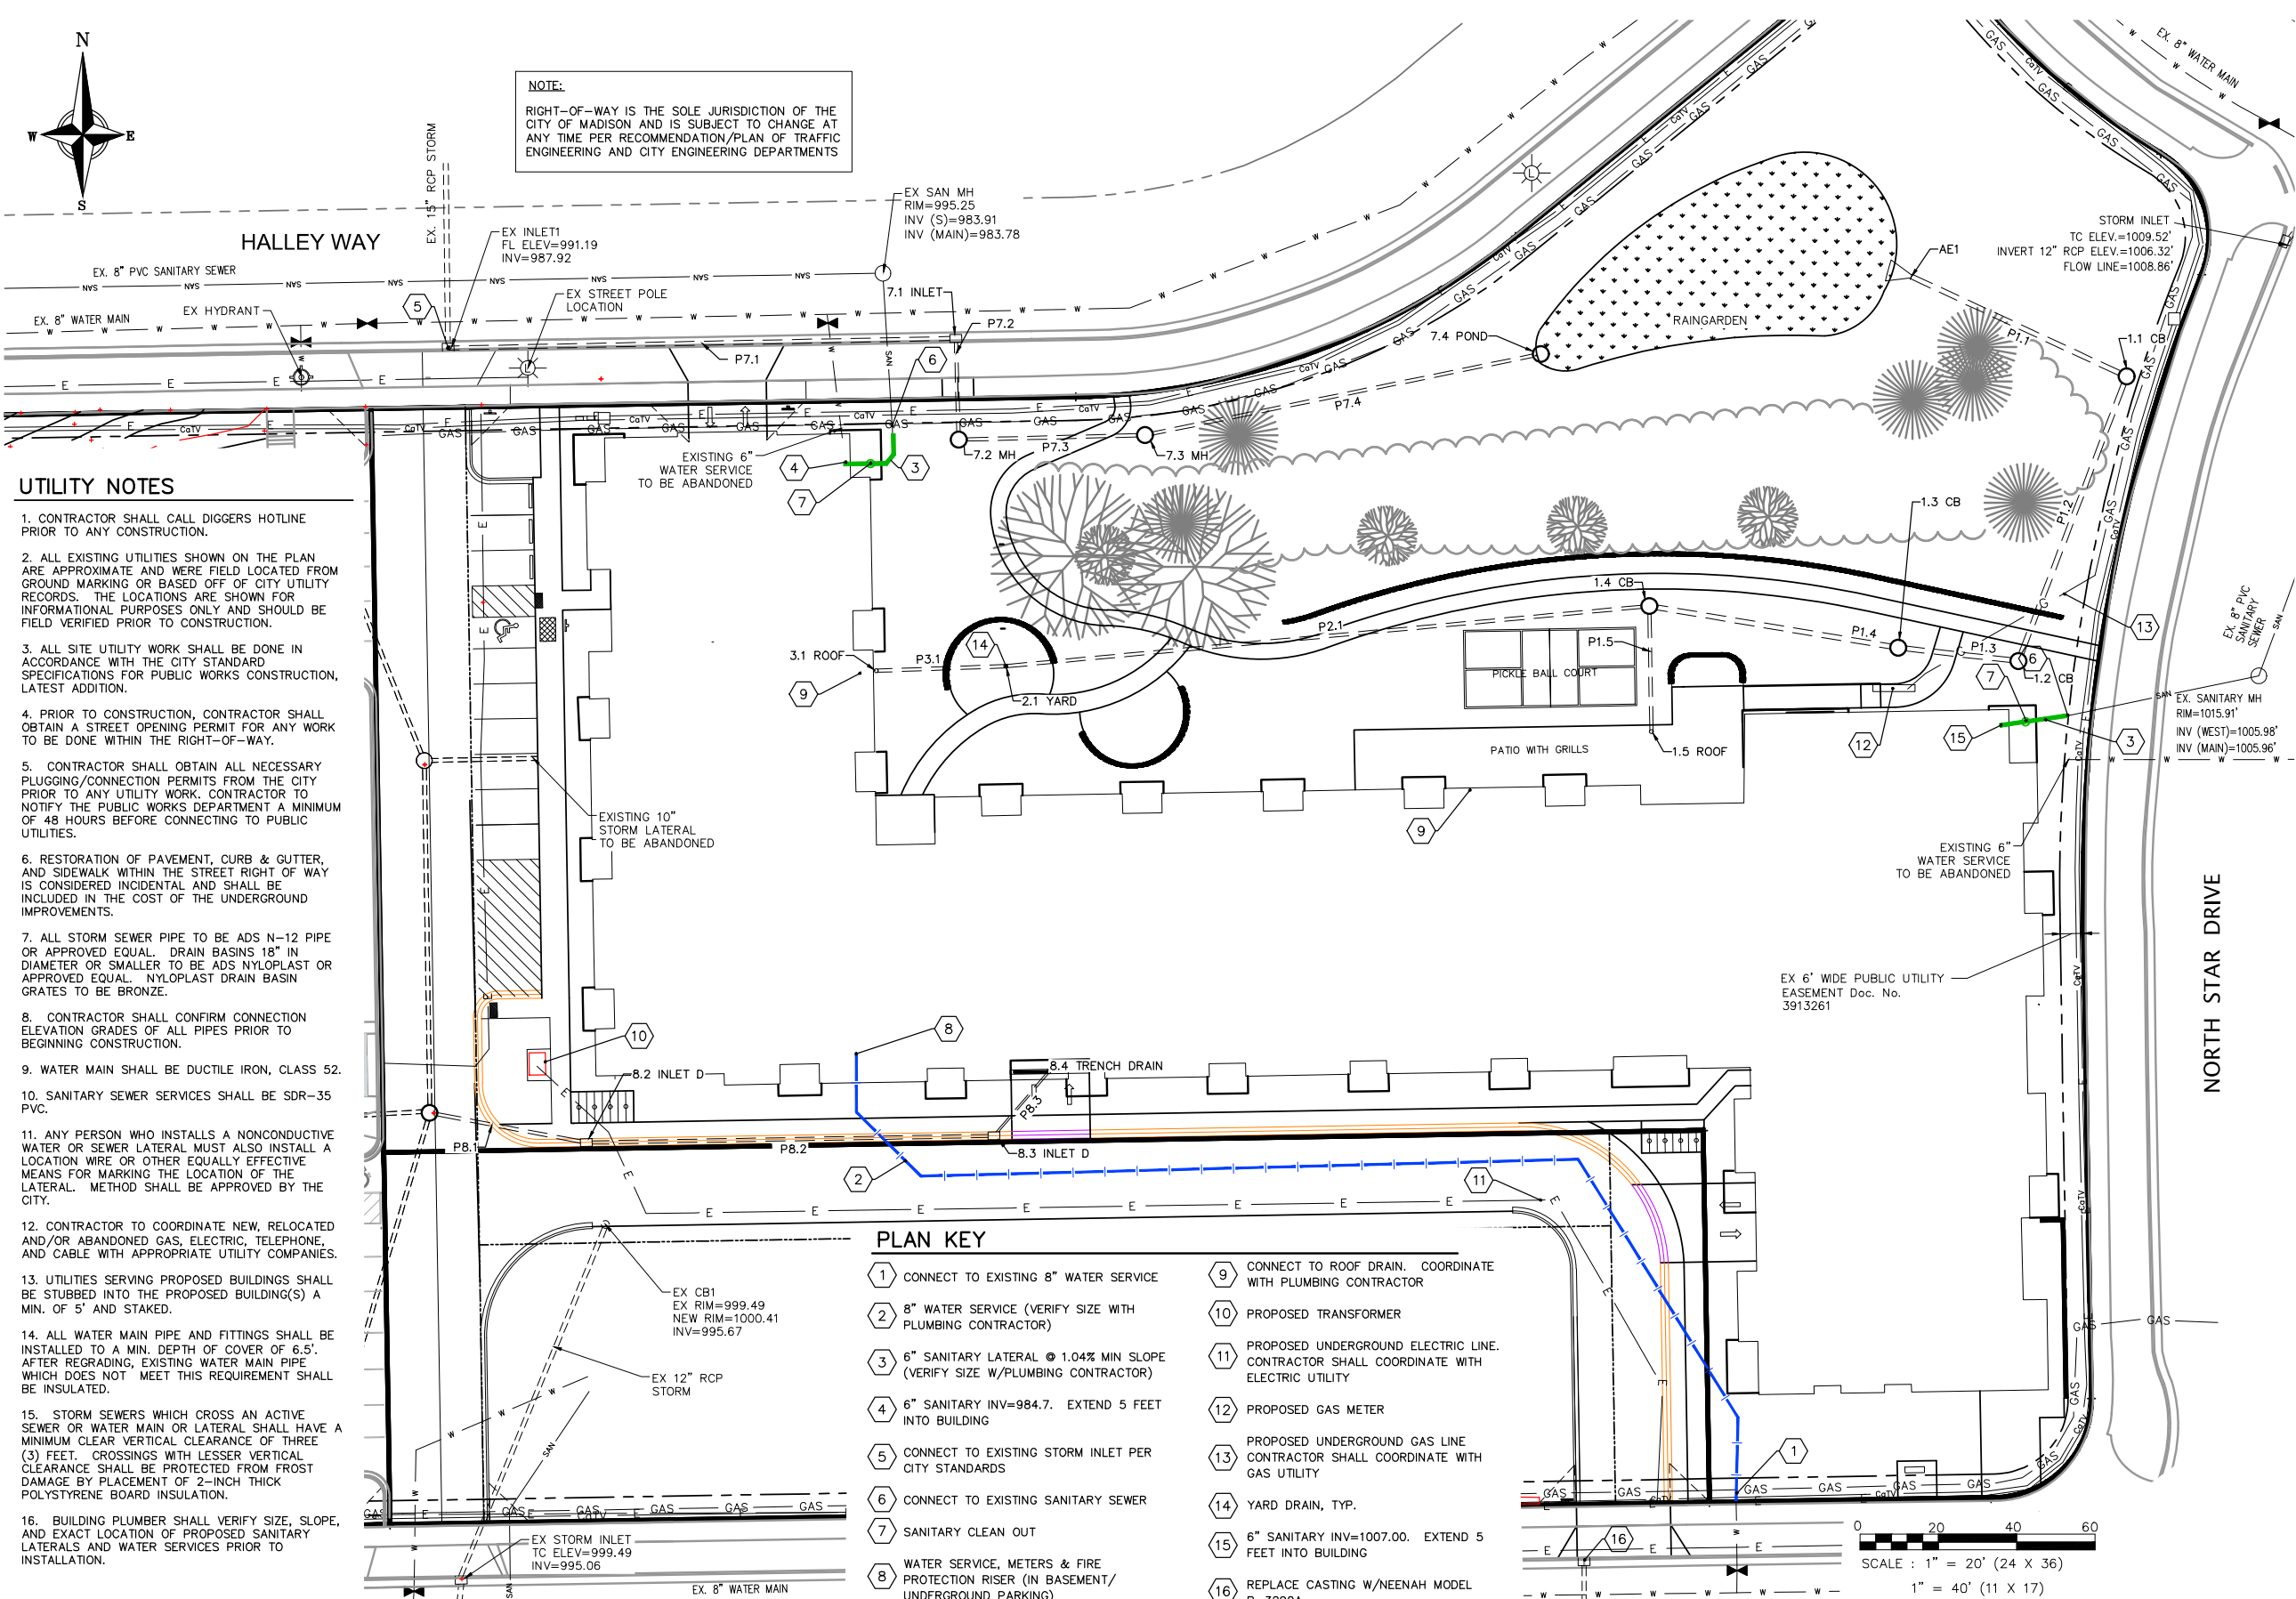 N
W
E
S
NOTE:
RIGHT-OF-WAY IS THE SOLE JURISDICTION OF THE
CITY OF MADISON AND IS SUBJECT TO CHANGE AT
ANY TIME PER RECOMMENDATION/PLAN OF TRAFFIC
ENGINEERING AND CITY ENGINEERING DEPARTMENTS
HALLEY WAY
EX. 15" RCP STORM
EX INLET1
FL ELEV=991.19
INV=987.92
EX SAN MH
RIM=995.25
INV (S)=983.91
INV (MAIN)=983.78
EX. 8" PVC SANITARY SEWER
EX. 8" WATER MAIN
EX HYDRANT
5
EX STREET POLE
LOCATION
7.1 INLET
P7.2
P7.1
6
EX. 8" WATER MAIN
STORM INLET
TC ELEV.=1009.52'
INVERT 12" RCP ELEV.=1006.32'
FLOW LINE=1008.86'
AE1
RAINGARDEN
7.4 POND
P7.4
P1.1
1.1 CB
EXISTING 6"
WATER SERVICE
TO BE ABANDONED
4
3
7
7.2 MH
P7.3
7.3 MH
P1.2
1.3 CB
1.4 CB
P2.1
P1.4
P1.3
P1.5
13
6
1.2 CB
7
EX. 8" PVC
SANITARY
SEWER
3.1 ROOF
P3.1
14
9
2.1 YARD
PICKLE BALL COURT
PATIO WITH GRILLS
1.5 ROOF
12
15
3
EX. SANITARY MH
RIM=1015.91'
INV (WEST)=1005.98'
INV (MAIN)=1005.96'
9
EXISTING 10"
STORM LATERAL
TO BE ABANDONED
EXISTING 6"
WATER SERVICE
TO BE ABANDONED
EX 6' WIDE PUBLIC UTILITY
EASEMENT Doc. No.
3913261
NORTH STAR DRIVE
UTILITY NOTES
1. CONTRACTOR SHALL CALL DIGGERS HOTLINE
PRIOR TO ANY CONSTRUCTION.
2. ALL EXISTING UTILITIES SHOWN ON THE PLAN
ARE APPROXIMATE AND WERE FIELD LOCATED FROM
GROUND MARKING OR BASED OFF OF CITY UTILITY
RECORDS. THE LOCATIONS ARE SHOWN FOR
INFORMATIONAL PURPOSES ONLY AND SHOULD BE
FIELD VERIFIED PRIOR TO CONSTRUCTION.
3. ALL SITE UTILITY WORK SHALL BE DONE IN
ACCORDANCE WITH THE CITY STANDARD
SPECIFICATIONS FOR PUBLIC WORKS CONSTRUCTION,
LATEST ADDITION.
4. PRIOR TO CONSTRUCTION, CONTRACTOR SHALL
OBTAIN A STREET OPENING PERMIT FOR ANY WORK
TO BE DONE WITHIN THE RIGHT-OF-WAY.
5. CONTRACTOR SHALL OBTAIN ALL NECESSARY
PLUGGING/CONNECTION PERMITS FROM THE CITY
PRIOR TO ANY UTILITY WORK. CONTRACTOR TO
NOTIFY THE PUBLIC WORKS DEPARTMENT A MINIMUM
OF 48 HOURS BEFORE CONNECTING TO PUBLIC
UTILITIES.
6. RESTORATION OF PAVEMENT, CURB & GUTTER,
AND SIDEWALK WITHIN THE STREET RIGHT OF WAY
IS CONSIDERED INCIDENTAL AND SHALL BE
INCLUDED IN THE COST OF THE UNDERGROUND
IMPROVEMENTS.
7. ALL STORM SEWER PIPE TO BE ADS N-12 PIPE
OR APPROVED EQUAL. DRAIN BASINS 18" IN
DIAMETER OR SMALLER TO BE ADS NYLOPLAST OR
APPROVED EQUAL. NYLOPLAST DRAIN BASIN
GRATES TO BE BRONZE.
8. CONTRACTOR SHALL CONFIRM CONNECTION
ELEVATION GRADES OF ALL PIPES PRIOR TO
BEGINNING CONSTRUCTION.
9. WATER MAIN SHALL BE DUCTILE IRON, CLASS 52.
10. SANITARY SEWER SERVICES SHALL BE SDR-35
PVC.
11. ANY PERSON WHO INSTALLS A NONCONDUCTIVE
WATER OR SEWER LATERAL MUST ALSO INSTALL A
LOCATION WIRE OR OTHER EQUALLY EFFECTIVE
MEANS FOR MARKING THE LOCATION OF THE
LATERAL. METHOD SHALL BE APPROVED BY THE
CITY.
12. CONTRACTOR TO COORDINATE NEW, RELOCATED
AND/OR ABANDONED GAS, ELECTRIC, TELEPHONE,
AND CABLE WITH APPROPRIATE UTILITY COMPANIES.
13. UTILITIES SERVING PROPOSED BUILDINGS SHALL
BE STUBBED INTO THE PROPOSED BUILDING(S) A
MIN. OF 5' AND STAKED.
14. ALL WATER MAIN PIPE AND FITTINGS SHALL BE
INSTALLED TO A MIN. DEPTH OF COVER OF 6.5'.
AFTER REGRADING, EXISTING WATER MAIN PIPE
WHICH DOES NOT MEET THIS REQUIREMENT SHALL
BE INSULATED.
15. STORM SEWERS WHICH CROSS AN ACTIVE
SEWER OR WATER MAIN OR LATERAL SHALL HAVE A
MINIMUM CLEAR VERTICAL CLEARANCE OF THREE
(3) FEET. CROSSINGS WITH LESSER VERTICAL
CLEARANCE SHALL BE PROTECTED FROM FROST
DAMAGE BY PLACEMENT OF 2-INCH THICK
POLYSTYRENE BOARD INSULATION.
16. BUILDING PLUMBER SHALL VERIFY SIZE, SLOPE,
AND EXACT LOCATION OF PROPOSED SANITARY
LATERALS AND WATER SERVICES PRIOR TO
INSTALLATION.
10
8
8.2 INLET D
8.4 TRENCH DRAIN
P8.3
P8.1
P8.2
8.3 INLET D
2
11
EX CB1
EX RIM=999.49
NEW RIM=1000.41
INV=995.67
EX 12" RCP
STORM
EX STORM INLET
TC ELEV=999.49
INV=995.06
EX. 8" WATER MAIN
1
16
PLAN KEY
1 CONNECT TO EXISTING 8" WATER SERVICE
2 8" WATER SERVICE (VERIFY SIZE WITH
PLUMBING CONTRACTOR)
3 6" SANITARY LATERAL @ 1.04% MIN SLOPE
(VERIFY SIZE W/PLUMBING CONTRACTOR)
4 6" SANITARY INV=984.7. EXTEND 5 FEET
INTO BUILDING
5 CONNECT TO EXISTING STORM INLET PER
CITY STANDARDS
6 CONNECT TO EXISTING SANITARY SEWER
7 SANITARY CLEAN OUT
8 WATER SERVICE, METERS & FIRE
PROTECTION RISER (IN BASEMENT/
UNDERGROUND PARKING)
9 CONNECT TO ROOF DRAIN. COORDINATE
WITH PLUMBING CONTRACTOR
10 PROPOSED TRANSFORMER
11 PROPOSED UNDERGROUND ELECTRIC LINE.
CONTRACTOR SHALL COORDINATE WITH
ELECTRIC UTILITY
12 PROPOSED GAS METER
13 PROPOSED UNDERGROUND GAS LINE
CONTRACTOR SHALL COORDINATE WITH
GAS UTILITY
14 YARD DRAIN, TYP.
15 6" SANITARY INV=1007.00. EXTEND 5
FEET INTO BUILDING
16 REPLACE CASTING W/NEENAH MODEL
0 20 40 60
SCALE : 1" = 20' (24 X 36)
1" = 40' (11 X 17)